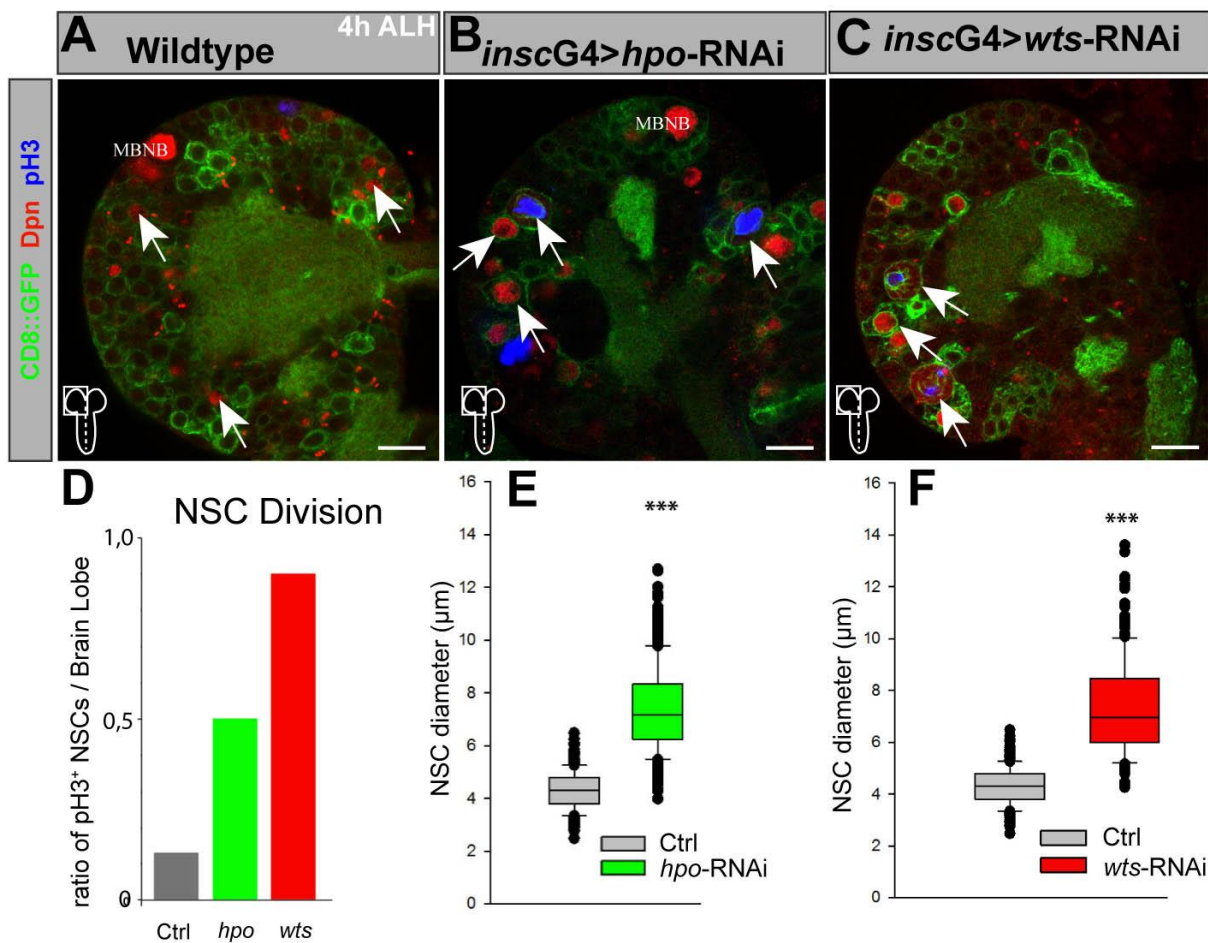 A
Wildtype
4h ALH
B
inscG4>hpo-RNAi
C
inscG4>wts-RNAi
CD8::GFP Dpn pH3
MBNB
MBNB
D
NSC Division
ratio of pH3⁺ NSCs / Brain Lobe
1,0
0,5
0
Ctrl
hpo
wts
E
NSC diameter (µm)
16
14
12
10
8
6
4
2
0
***
Ctrl
hpo-RNAi
F
NSC diameter (µm)
16
14
12
10
8
6
4
2
0
***
Ctrl
wts-RNAi